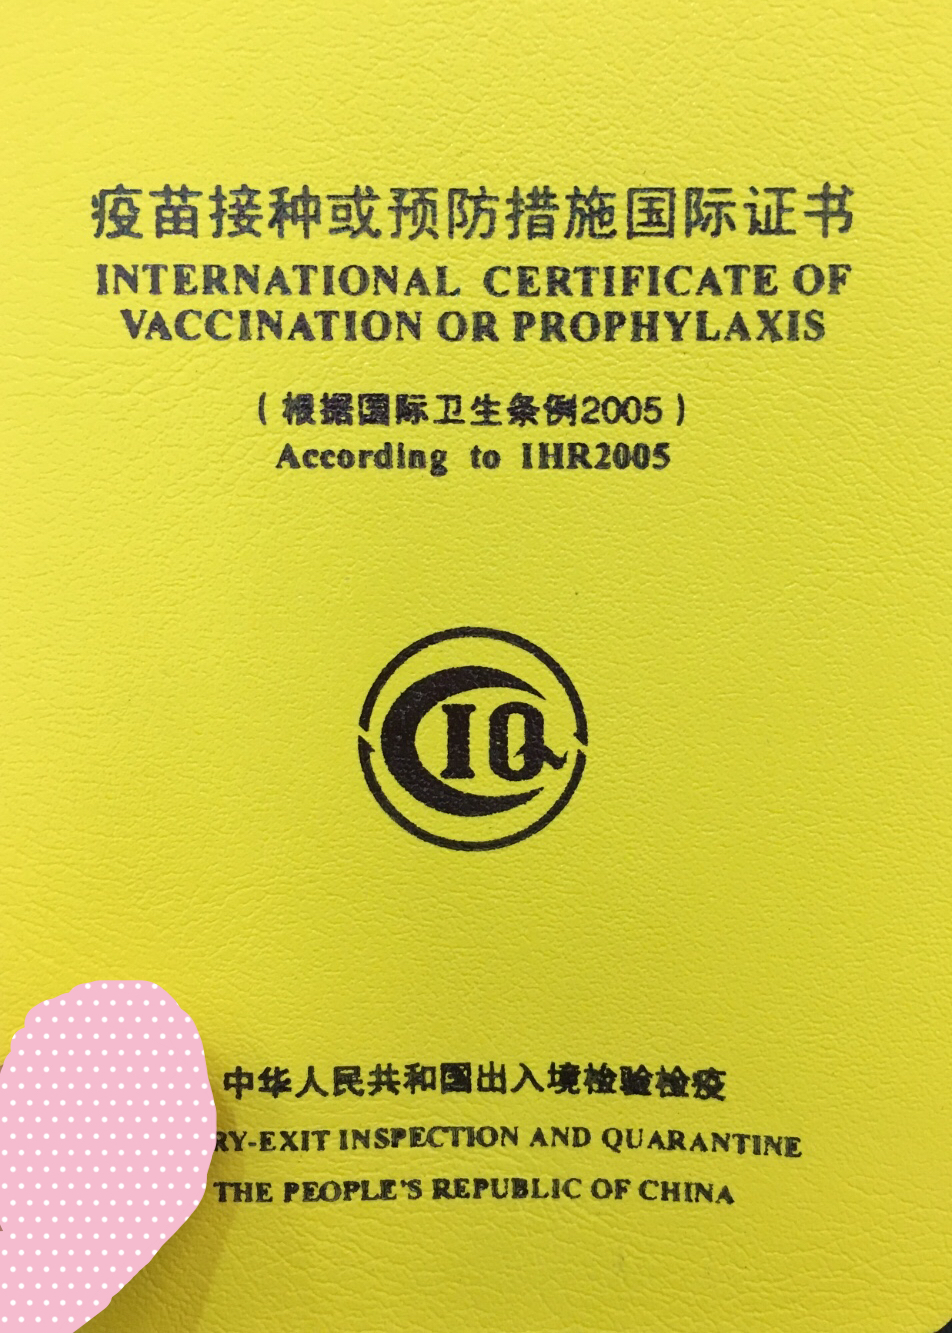 疫苗接种或预防措施国际证书
INTERNATIONAL CERTIFICATE OF
VACCINATION OR PROPHYLAXIS
(根据国际卫生条例2005)
According to IHR2005
CIQ
中华人民共和国出入境检验检疫
RY-EXIT INSPECTION AND QUARANTINE
THE PEOPLE'S REPUBLIC OF CHINA